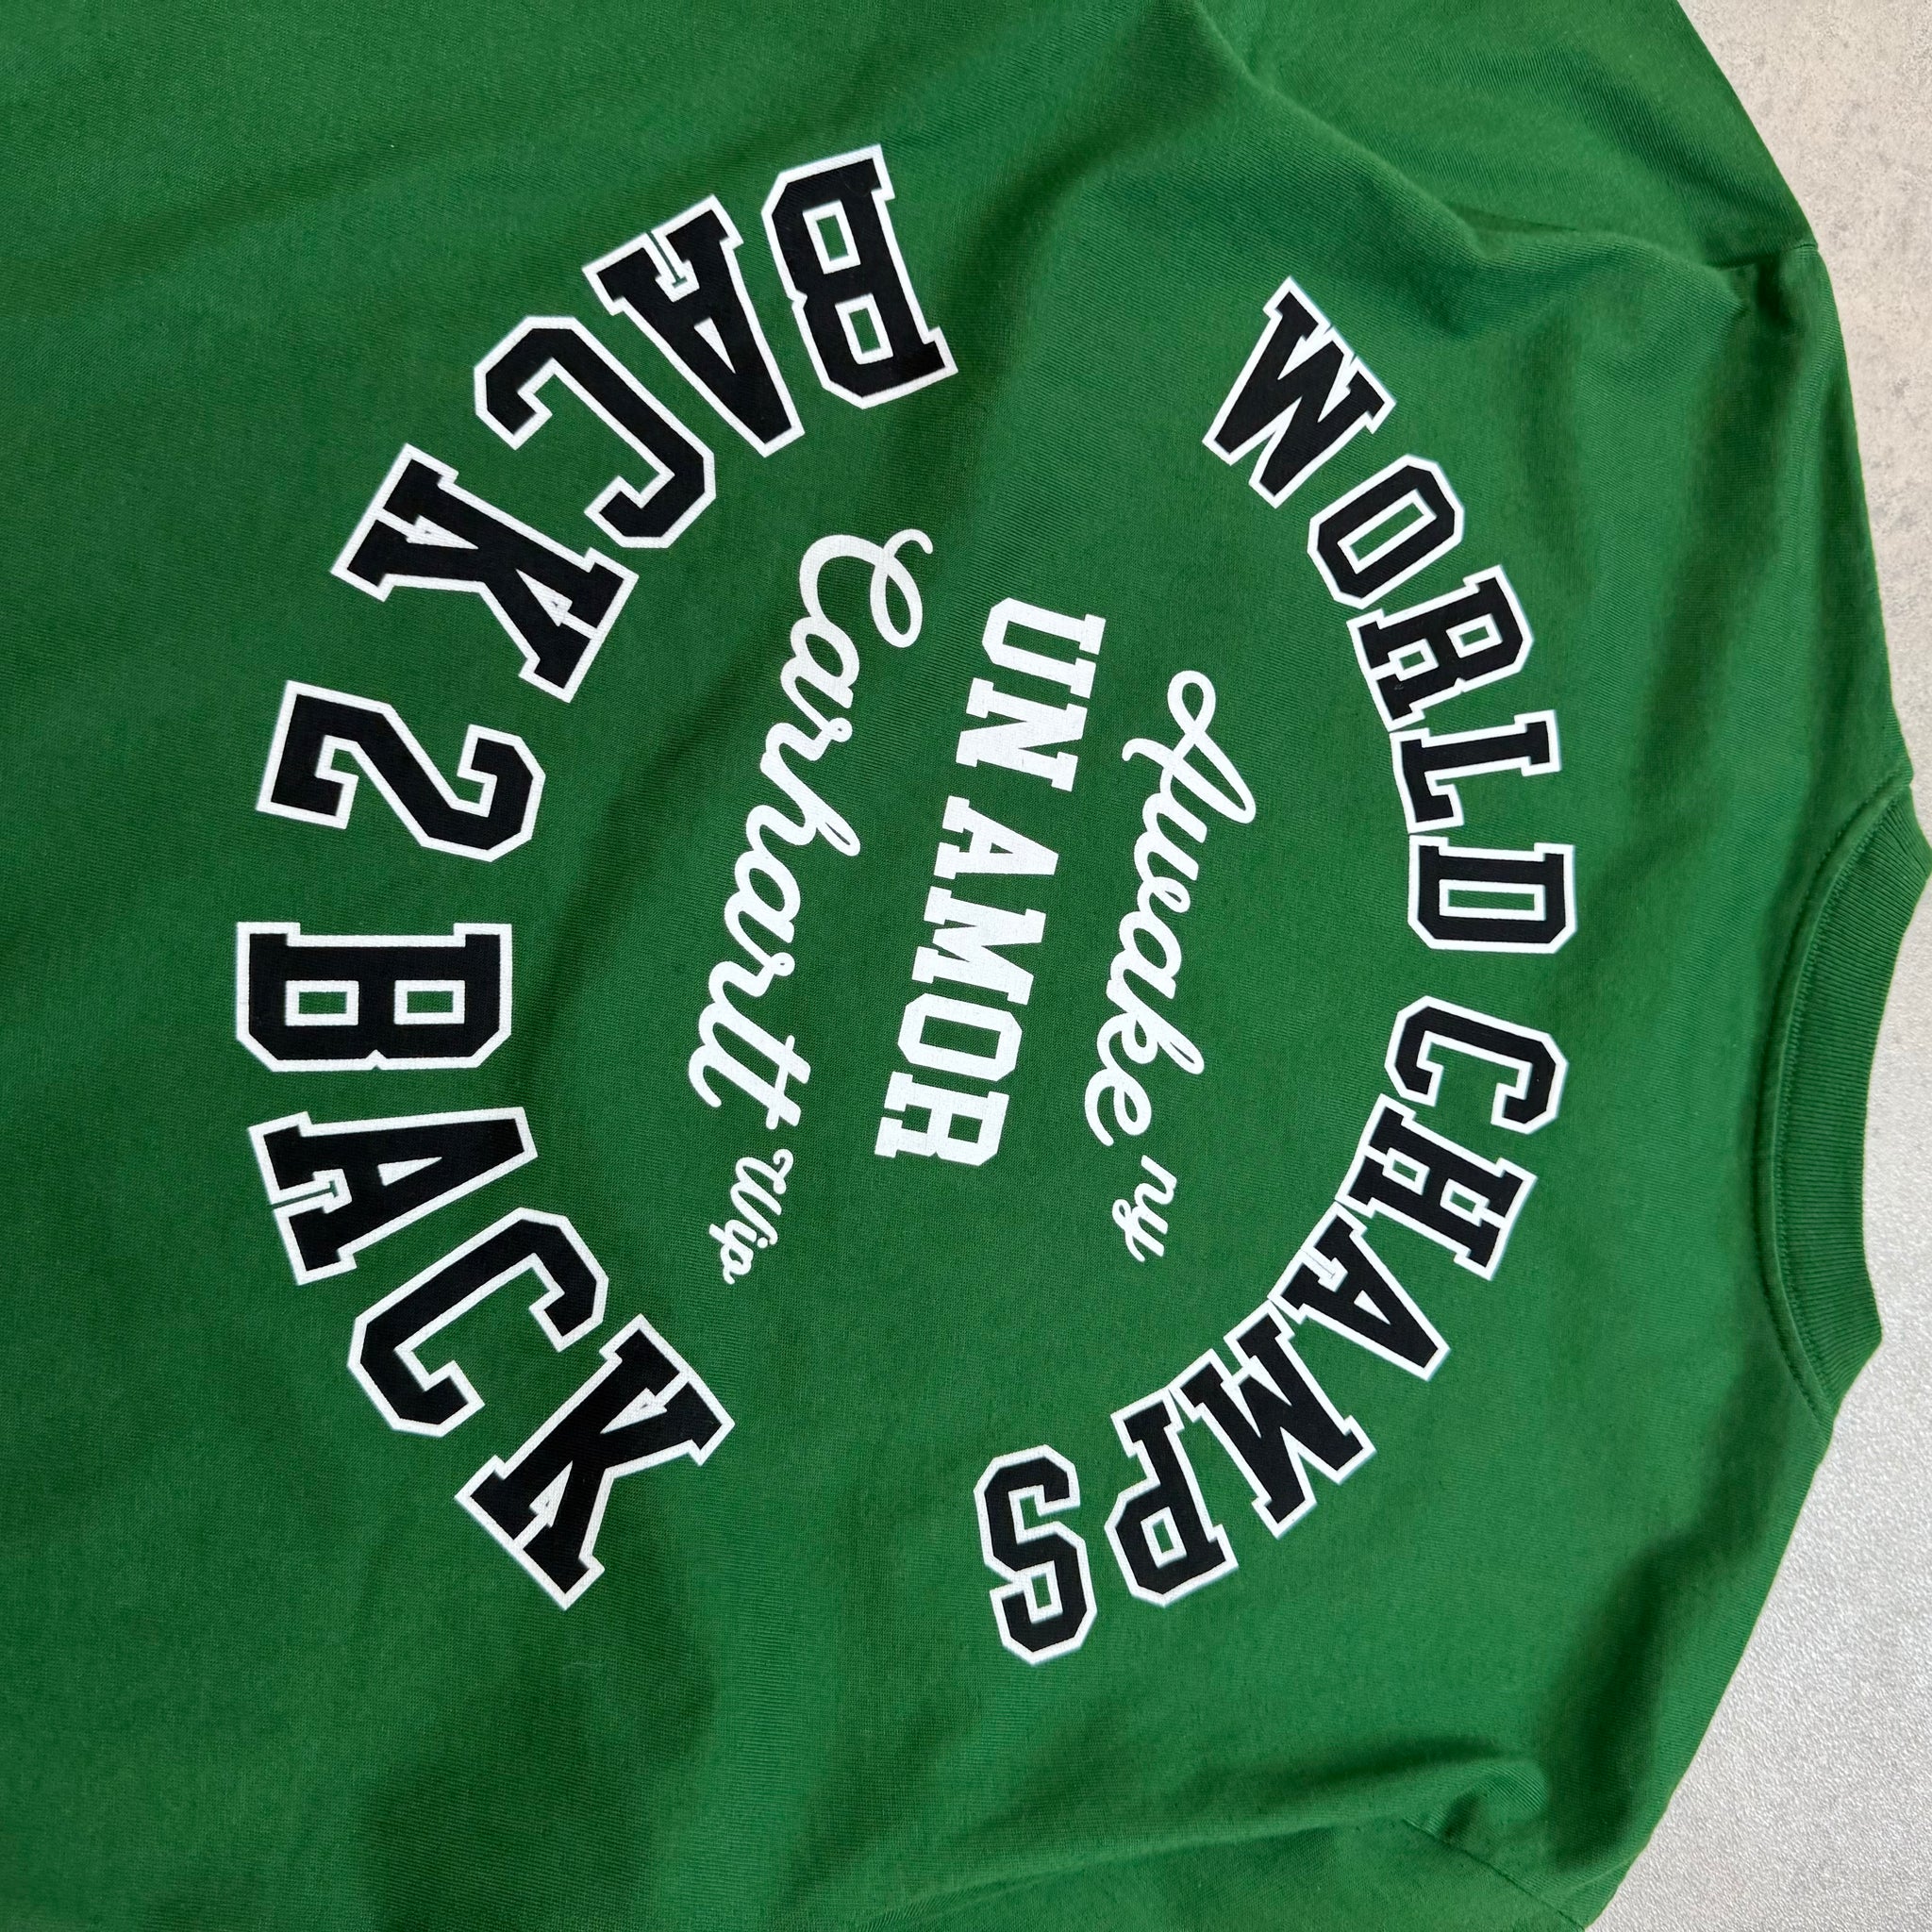 WORLD CHAMPS
Awake ny
UN AMOR
Carhartt Wip
BACK 2 BACK